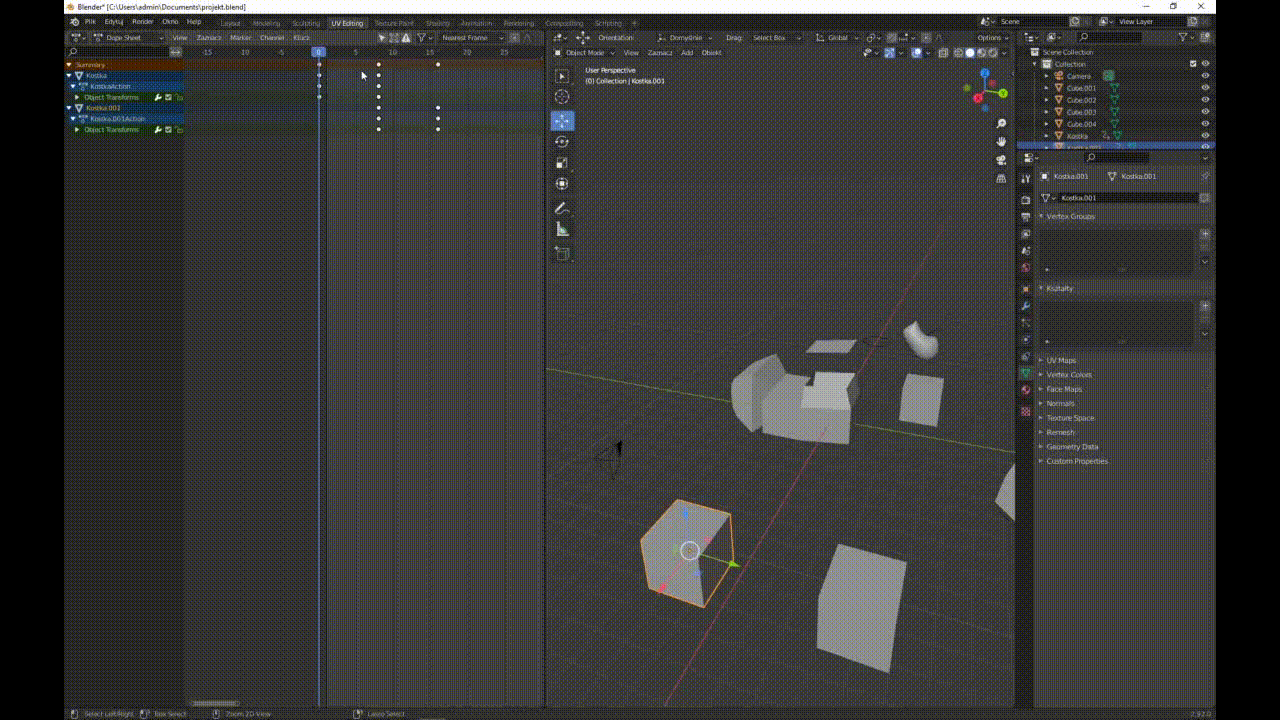 Blender* [C:\Users\admin\Documents\projekt.blend]
Plik Edytuj Render Okno Help Layout Modeling Sculpting UV Editing Texture Paint Shading Animation Rendering Compositing Scripting + Scene View Layer
Dope Sheet View Zaznacz Marker Channel Klucz Nearest Frame
Orientation Domyślnie Drag: Select Box Global Options
-15 -10 -5 0 5 10 15 20 25
Object Mode View Zaznacz Add Obiekt
Summary
Kostka
KostkaAction
Object Transforms
Kostka.001
Kostka.001Action
Object Transforms
User Perspective
(0) Collection | Kostka.001
X
Y
Z
Scene Collection
Collection
Camera
Cube.001
Cube.002
Cube.003
Cube.004
Kostka
Kostka.001
Kostka.001 Kostka.001
Kostka.001
Vertex Groups
Kształty
UV Maps
Vertex Colors
Face Maps
Normals
Texture Space
Remesh
Geometry Data
Custom Properties
Select Left/Right Box Select Zoom 2D View Lasso Select 2.92.0